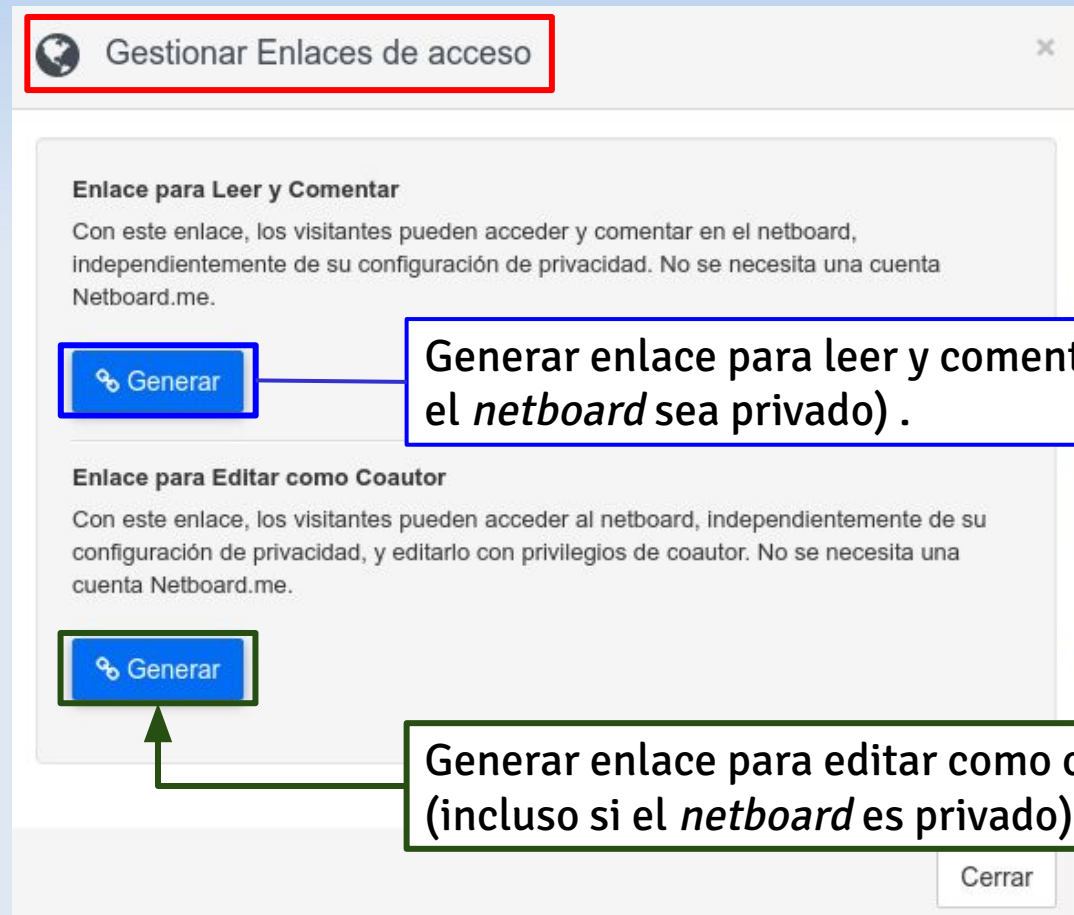 Gestionar Enlaces de acceso
×
Enlace para Leer y Comentar
Con este enlace, los visitantes pueden acceder y comentar en el netboard,
independientemente de su configuración de privacidad. No se necesita una cuenta
Netboard.me.
Generar
Generar enlace para leer y coment
el netboard sea privado) .
Enlace para Editar como Coautor
Con este enlace, los visitantes pueden acceder al netboard, independientemente de su
configuración de privacidad, y editarlo con privilegios de coautor. No se necesita una
cuenta Netboard.me.
Generar
Generar enlace para editar como
(incluso si el netboard es privado)
Cerrar